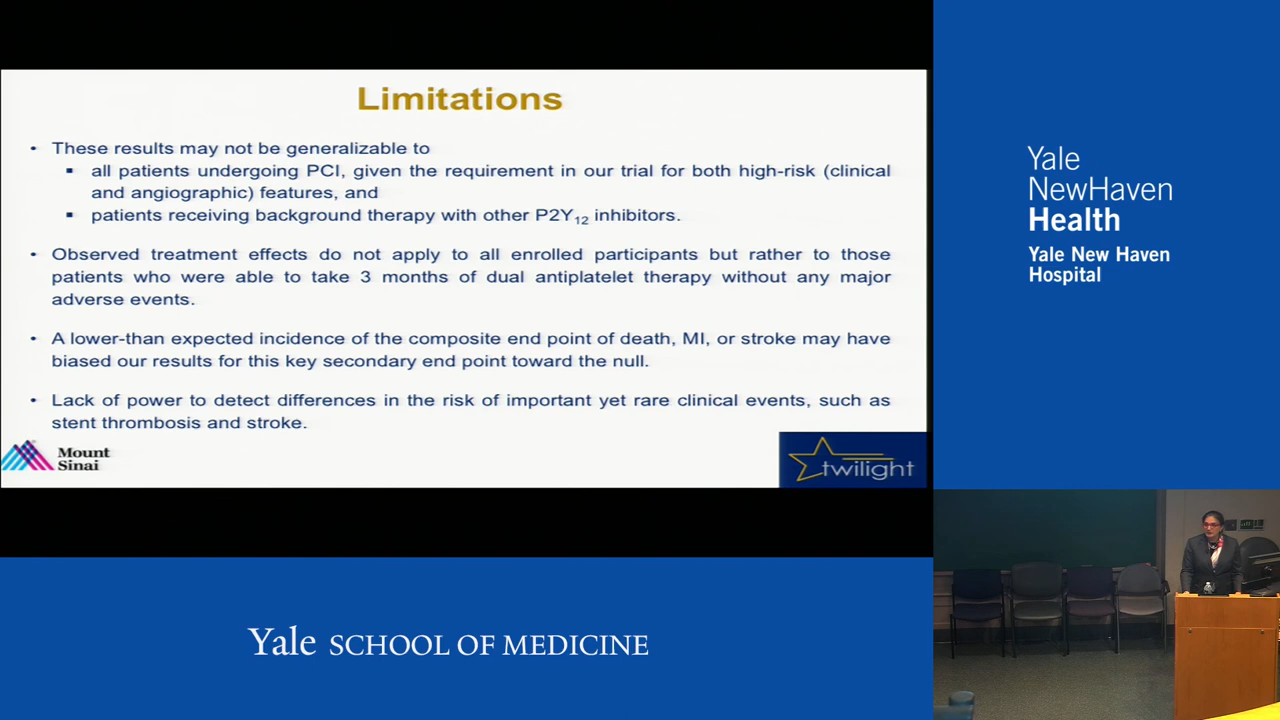 Limitations
• These results may not be generalizable to
▪ all patients undergoing PCI, given the requirement in our trial for both high-risk (clinical
and angiographic) features, and
▪ patients receiving background therapy with other P2Y12 inhibitors.
• Observed treatment effects do not apply to all enrolled participants but rather to those
patients who were able to take 3 months of dual antiplatelet therapy without any major
adverse events.
• A lower-than expected incidence of the composite end point of death, MI, or stroke may have
biased our results for this key secondary end point toward the null.
• Lack of power to detect differences in the risk of important yet rare clinical events, such as
stent thrombosis and stroke.
Mount
Sinai
twilight
Yale
NewHaven
Health
Yale New Haven
Hospital
Yale SCHOOL OF MEDICINE